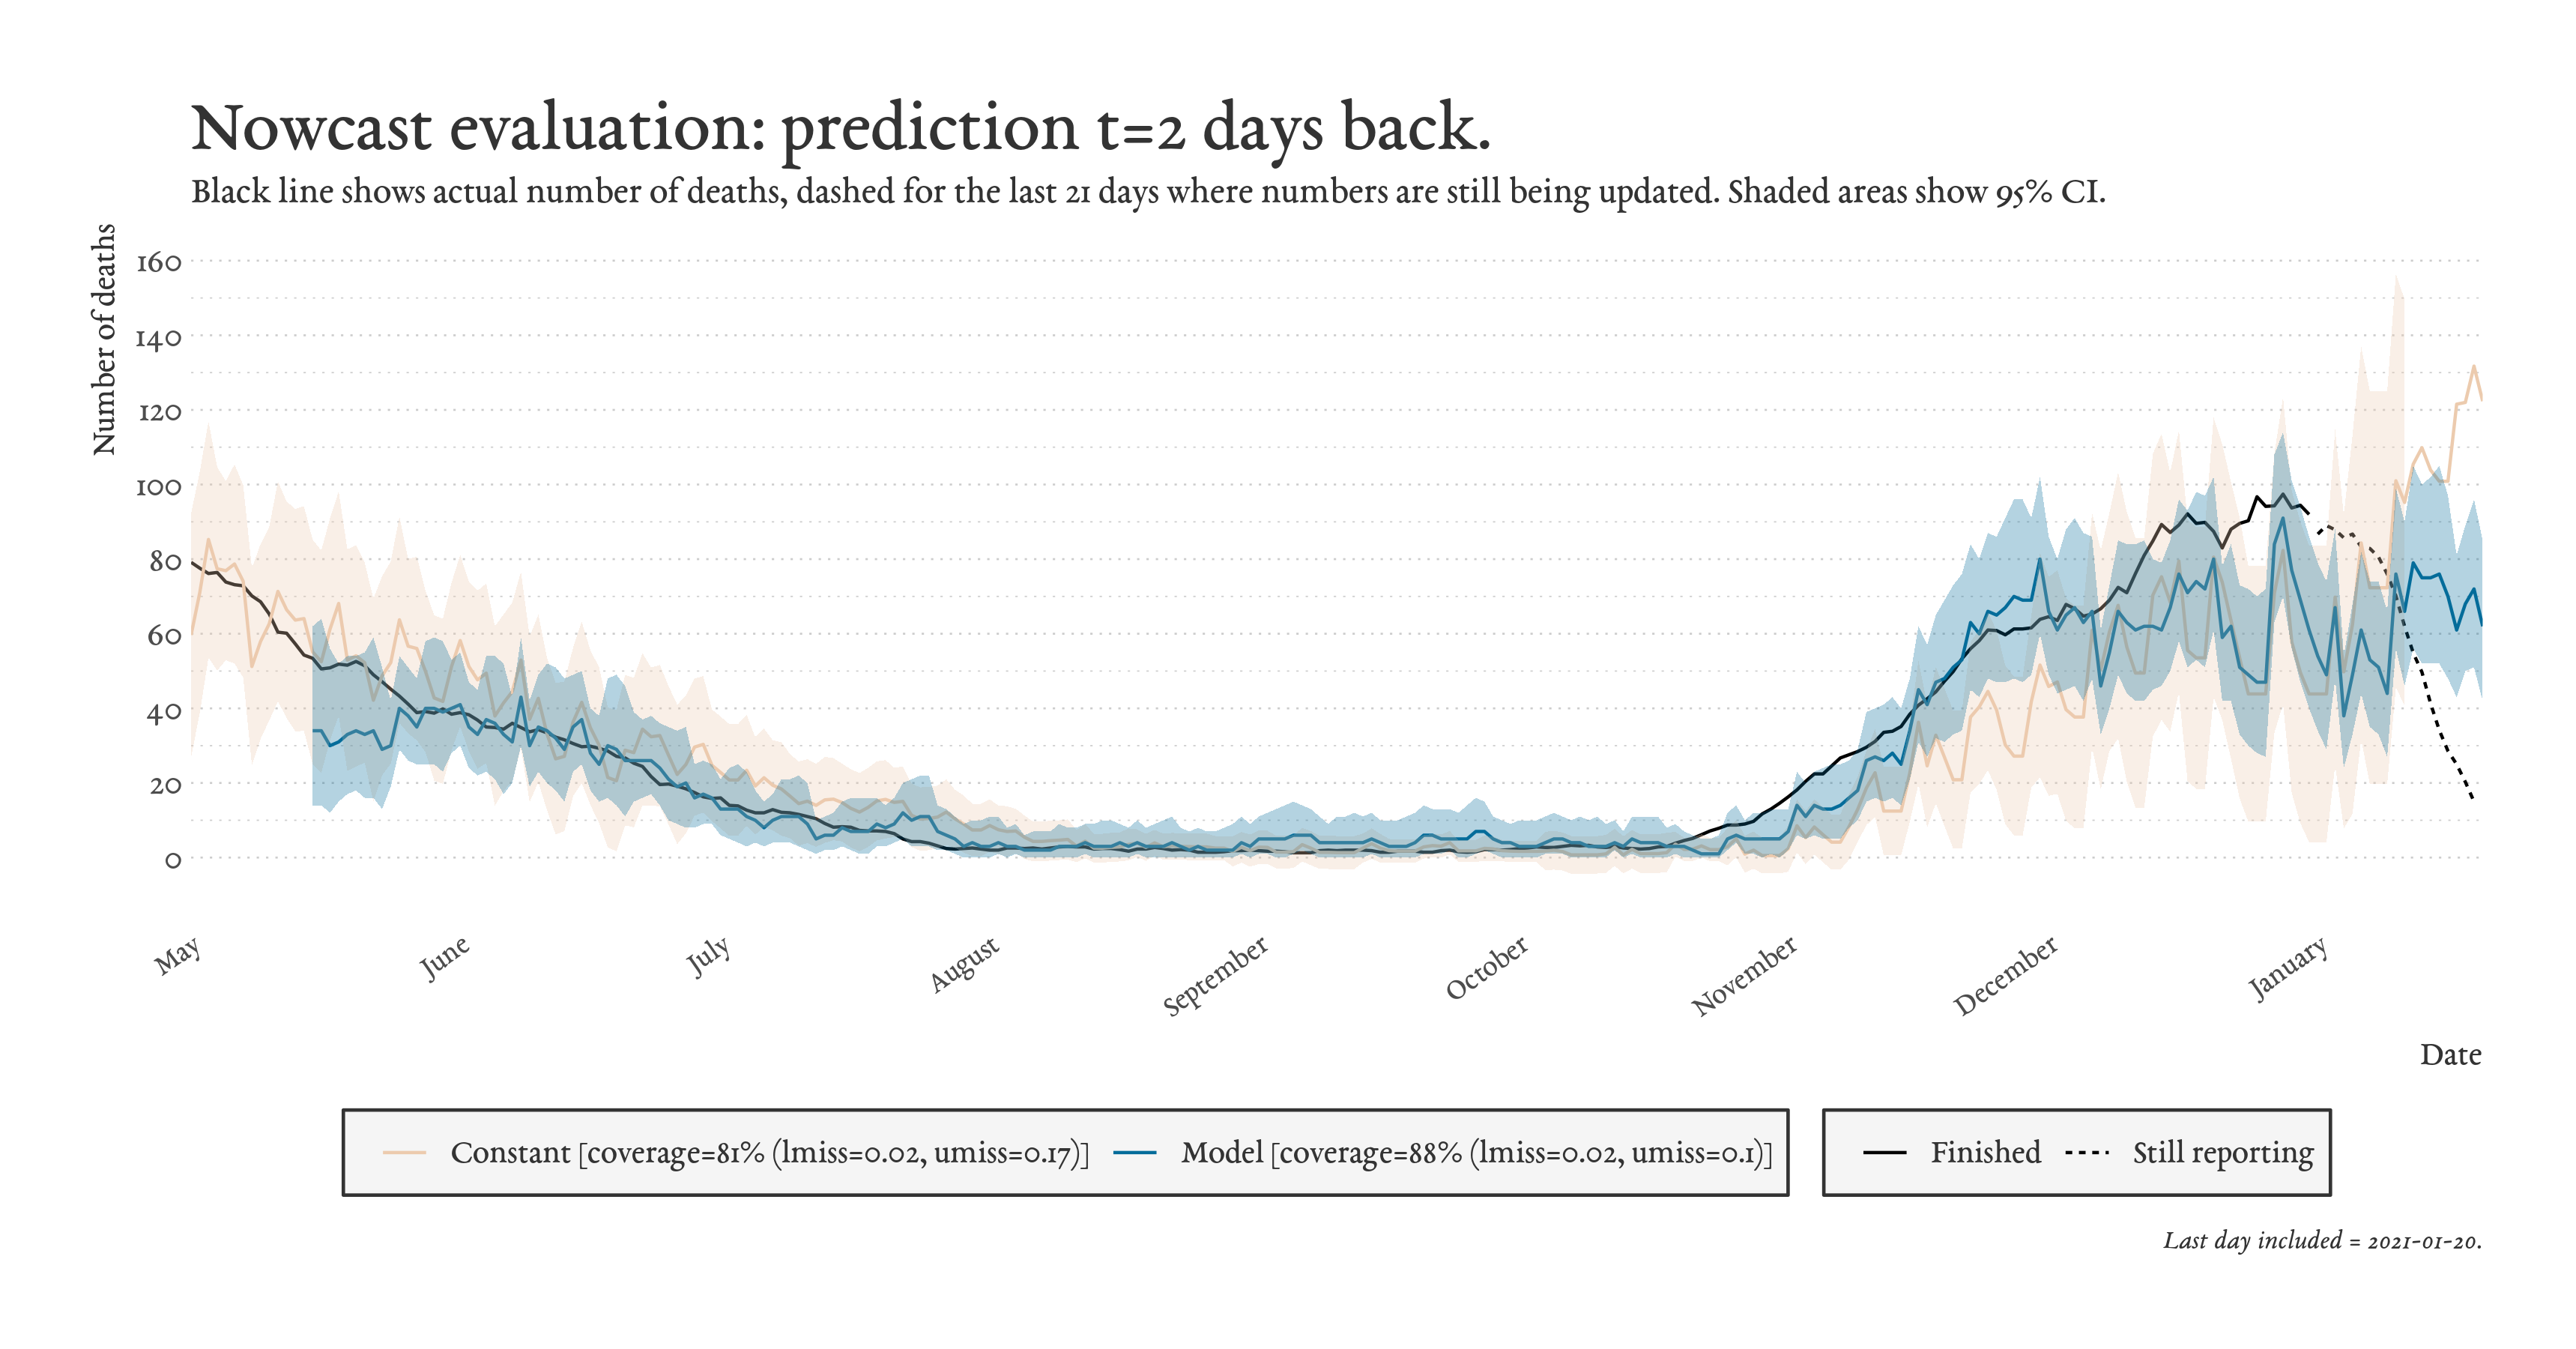 Nowcast evaluation: prediction t=2 days back.
Black line shows actual number of deaths, dashed for the last 21 days where numbers are still being updated. Shaded areas show 95% CI.
Number of deaths
160
140
120
100
80
60
40
20
0
May
June
July
August
September
October
November
December
January
Date
Constant [coverage=81% (lmiss=0.02, umiss=0.17)]
Model [coverage=88% (lmiss=0.02, umiss=0.1)]
Finished
Still reporting
Last day included = 2021-01-20.